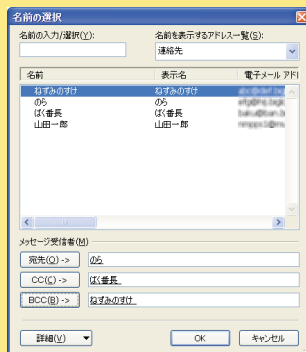 名前の選択
名前の入力/選択(Y): 名前を表示するアドレス一覧(S):
連絡先
名前 表示名 電子メール アドI
ねずみのすけ ねずみのすけ
のら のら
ばく番長 ばく番長
山田一郎 山田一郎
メッセージ受信者(M)
宛先(O) -> のら
CC(C) -> ばく番長
BCC(B) -> ねずみのすけ
詳細(V) OK キャンセル